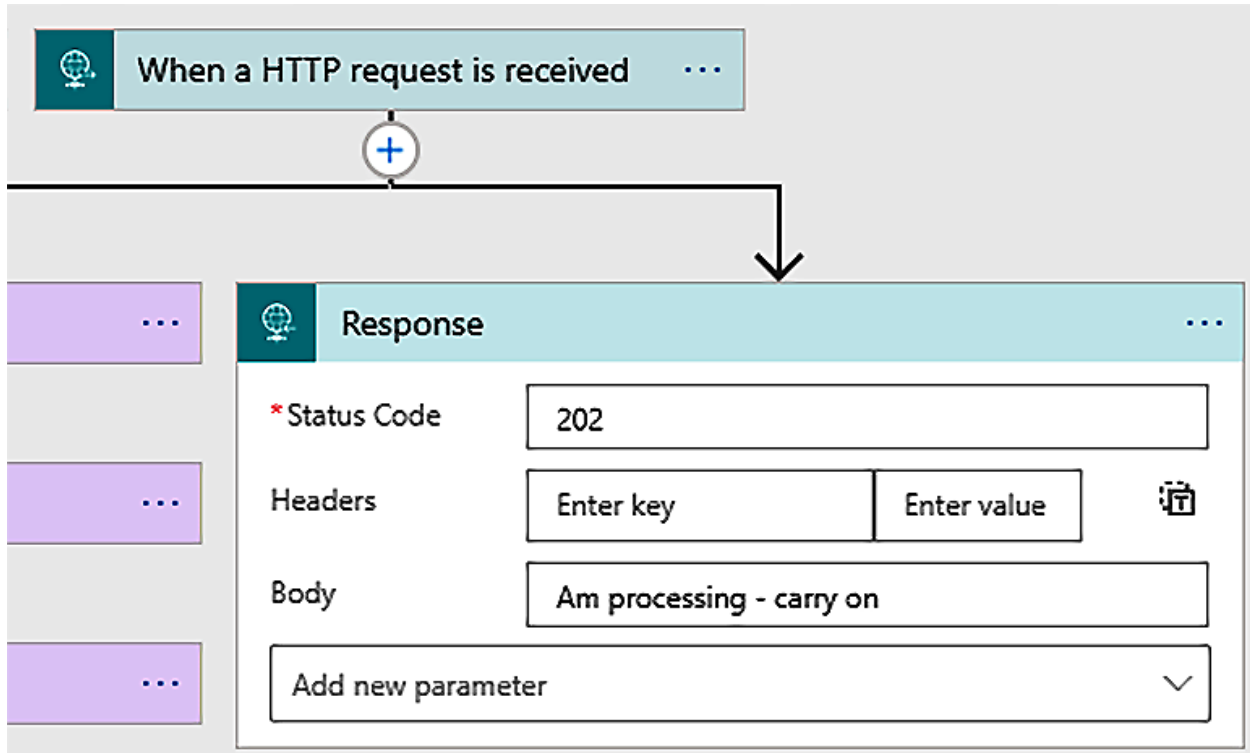 When a HTTP request is received
Response
*Status Code
202
Headers
Enter key
Enter value
Body
Am processing - carry on
Add new parameter